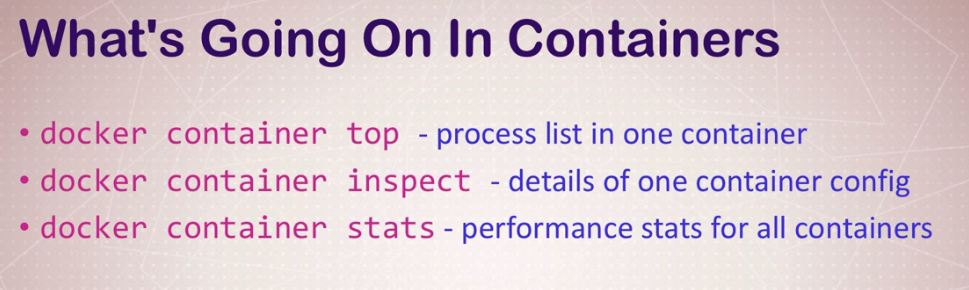 What's Going On In Containers
• docker container top - process list in one container
• docker container inspect - details of one container config
• docker container stats - performance stats for all containers